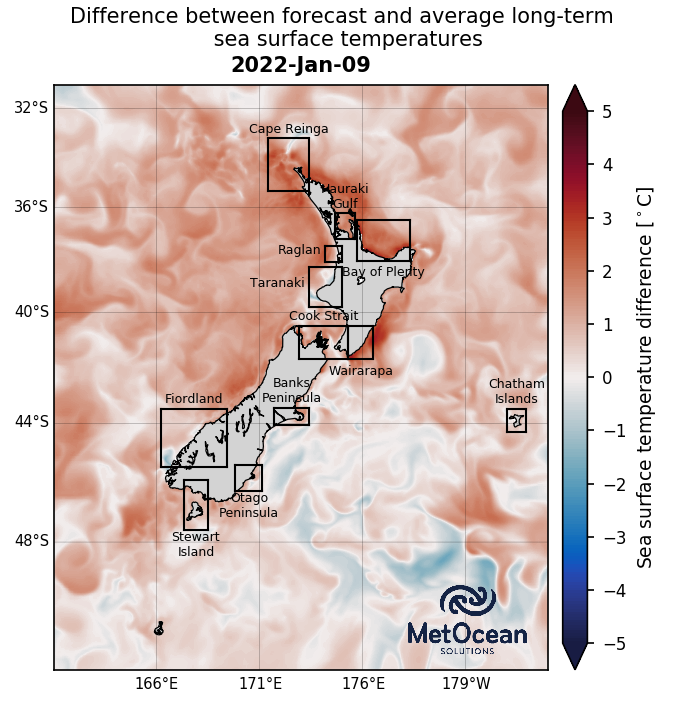 Difference between forecast and average long-term
sea surface temperatures
2022-Jan-09
32°S
36°S
40°S
44°S
48°S
Cape Reinga
Hauraki
Gulf
Raglan
Bay of Plenty
Taranaki
Cook Strait
Wairarapa
Banks
Peninsula
Fiordland
Chatham
Islands
Otago
Peninsula
Stewart
Island
MetOcean
SOLUTIONS
166°E
171°E
176°E
179°W
5
4
3
2
1
0
−1
−2
−3
−4
−5
Sea surface temperature difference [°C]